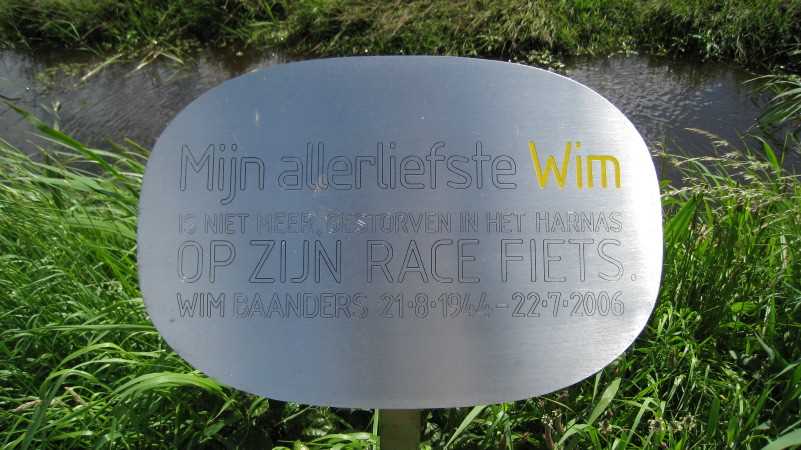 Mijn allerliefste Wim
IS NIET MEER, GESTORVEN IN HET HARNAS
OP ZIJN RACE FIETS.
WIM BAANDERS 21·8·1944 – 22·7·2006